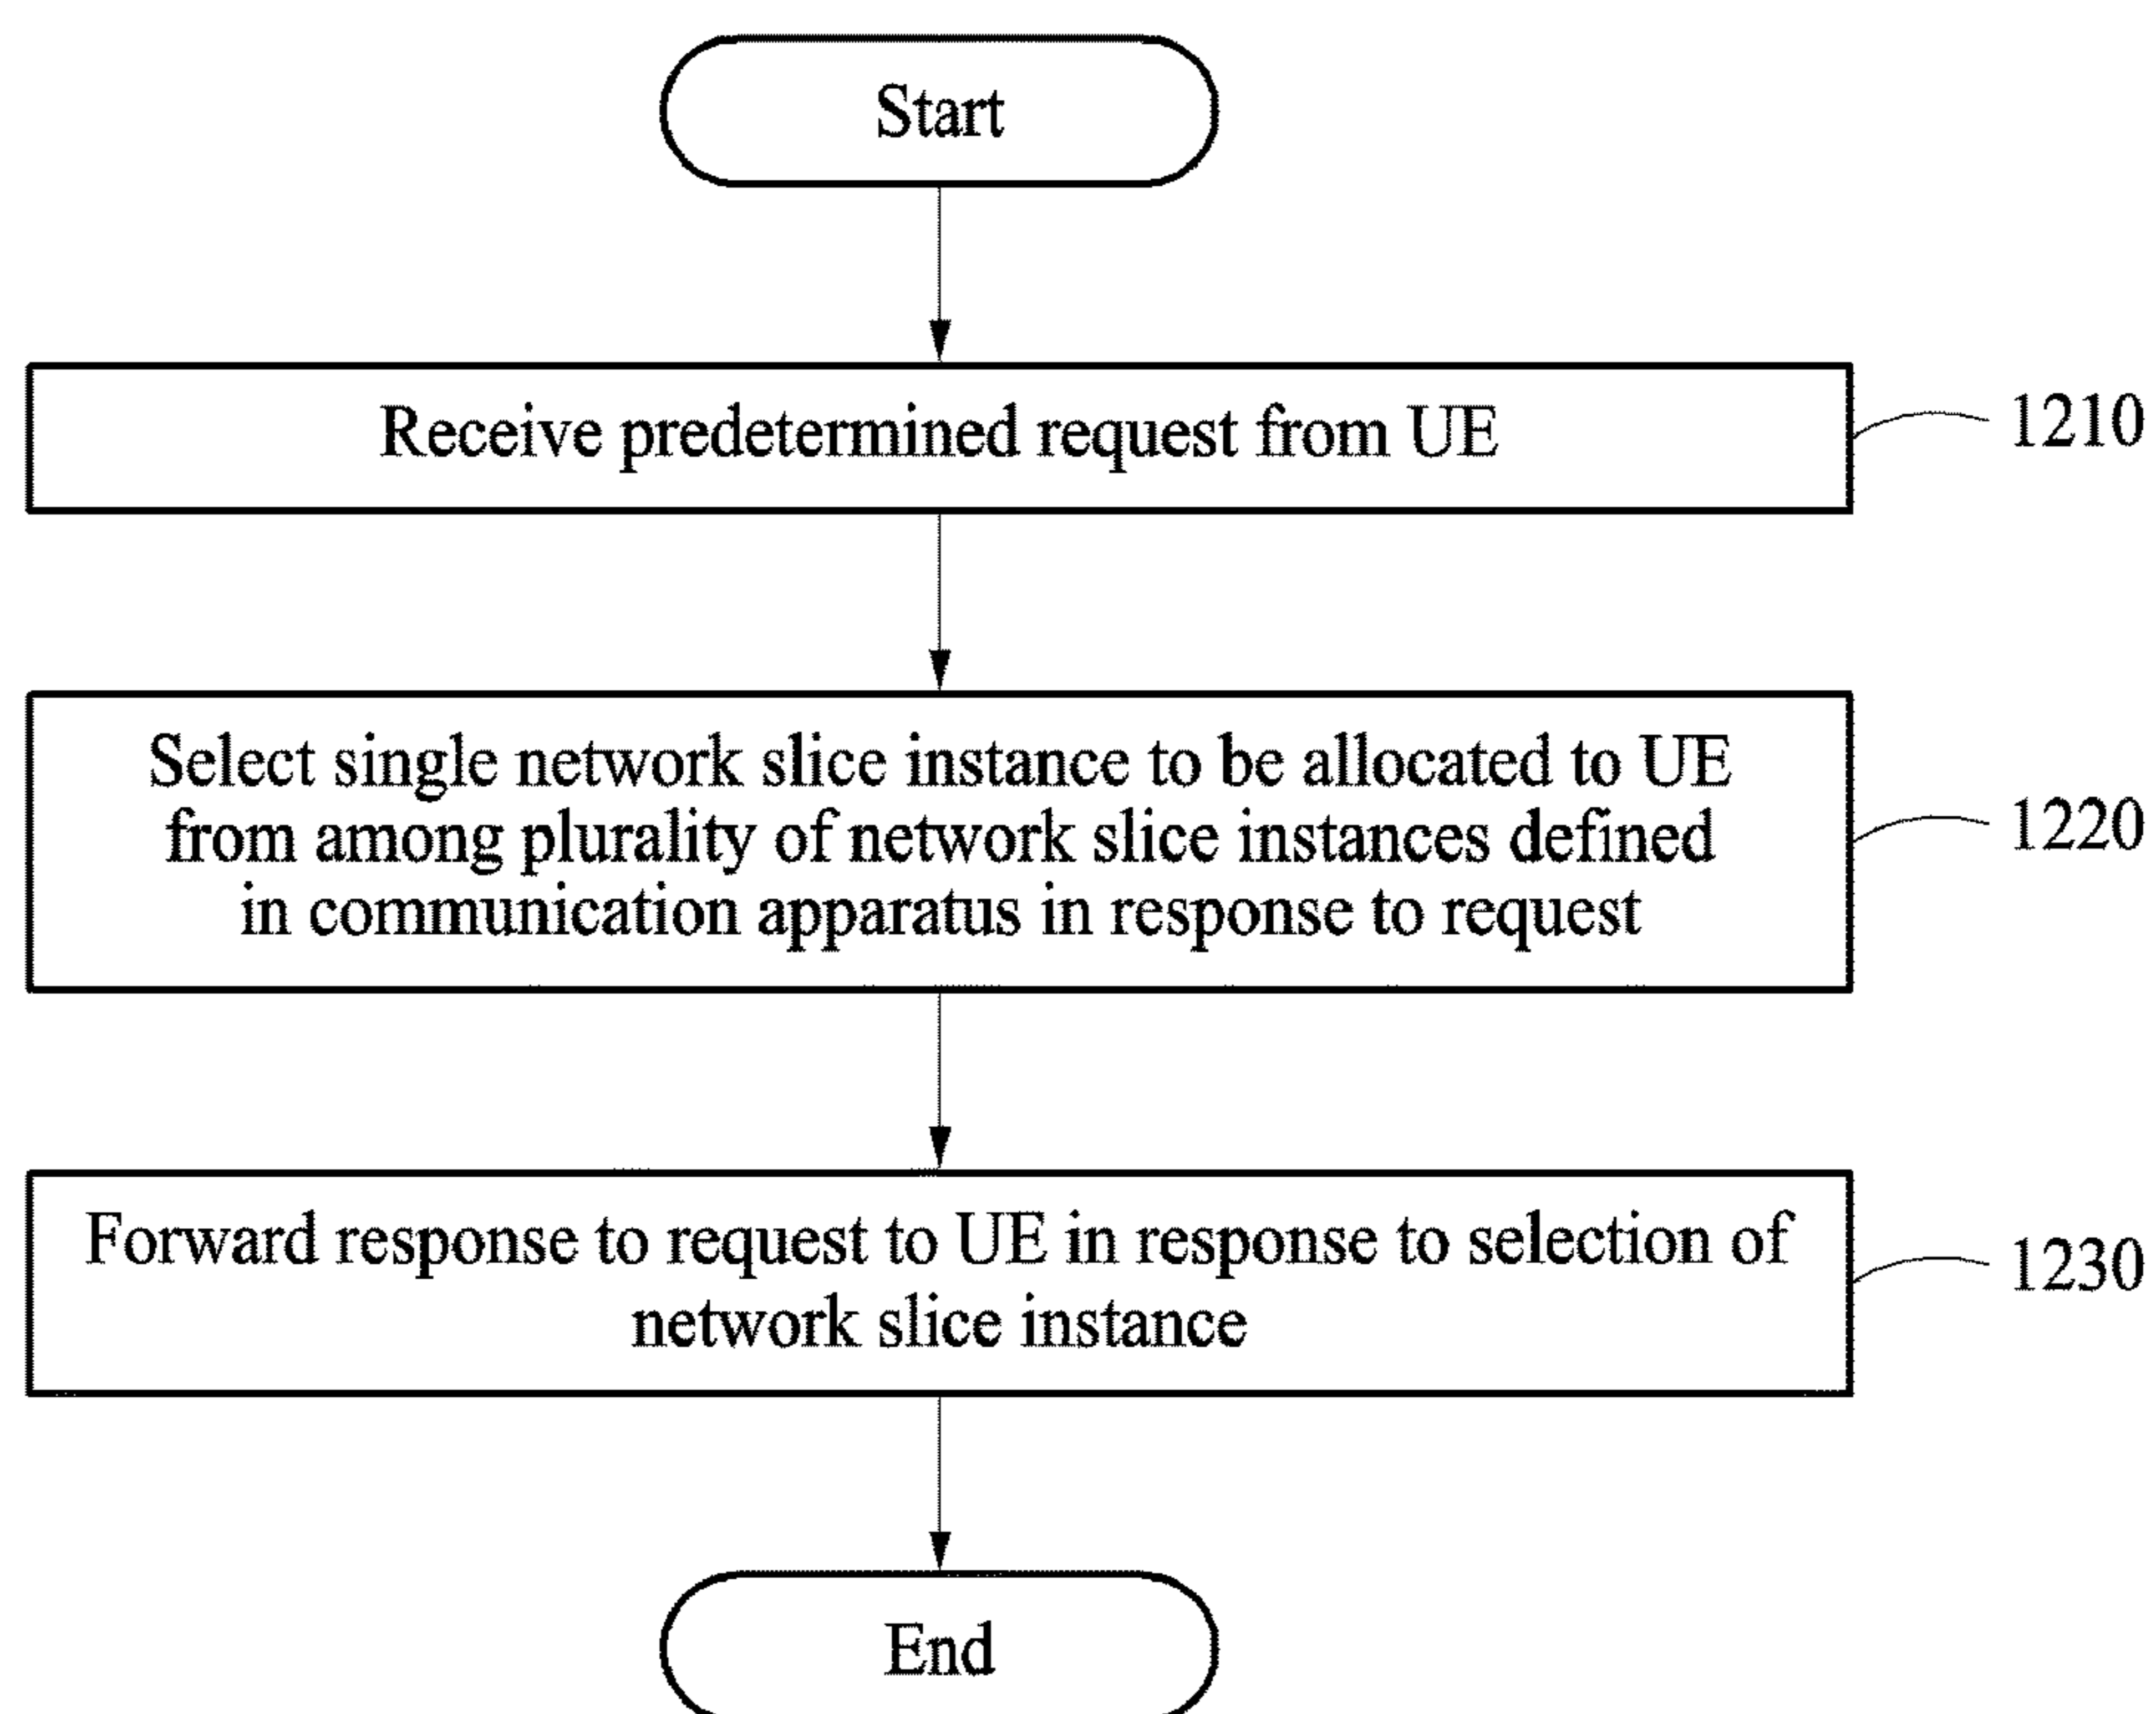 Start
Receive predetermined request from UE
1210
Select single network slice instance to be allocated to UE
from among plurality of network slice instances defined
in communication apparatus in response to request
1220
Forward response to request to UE in response to selection of
network slice instance
1230
End